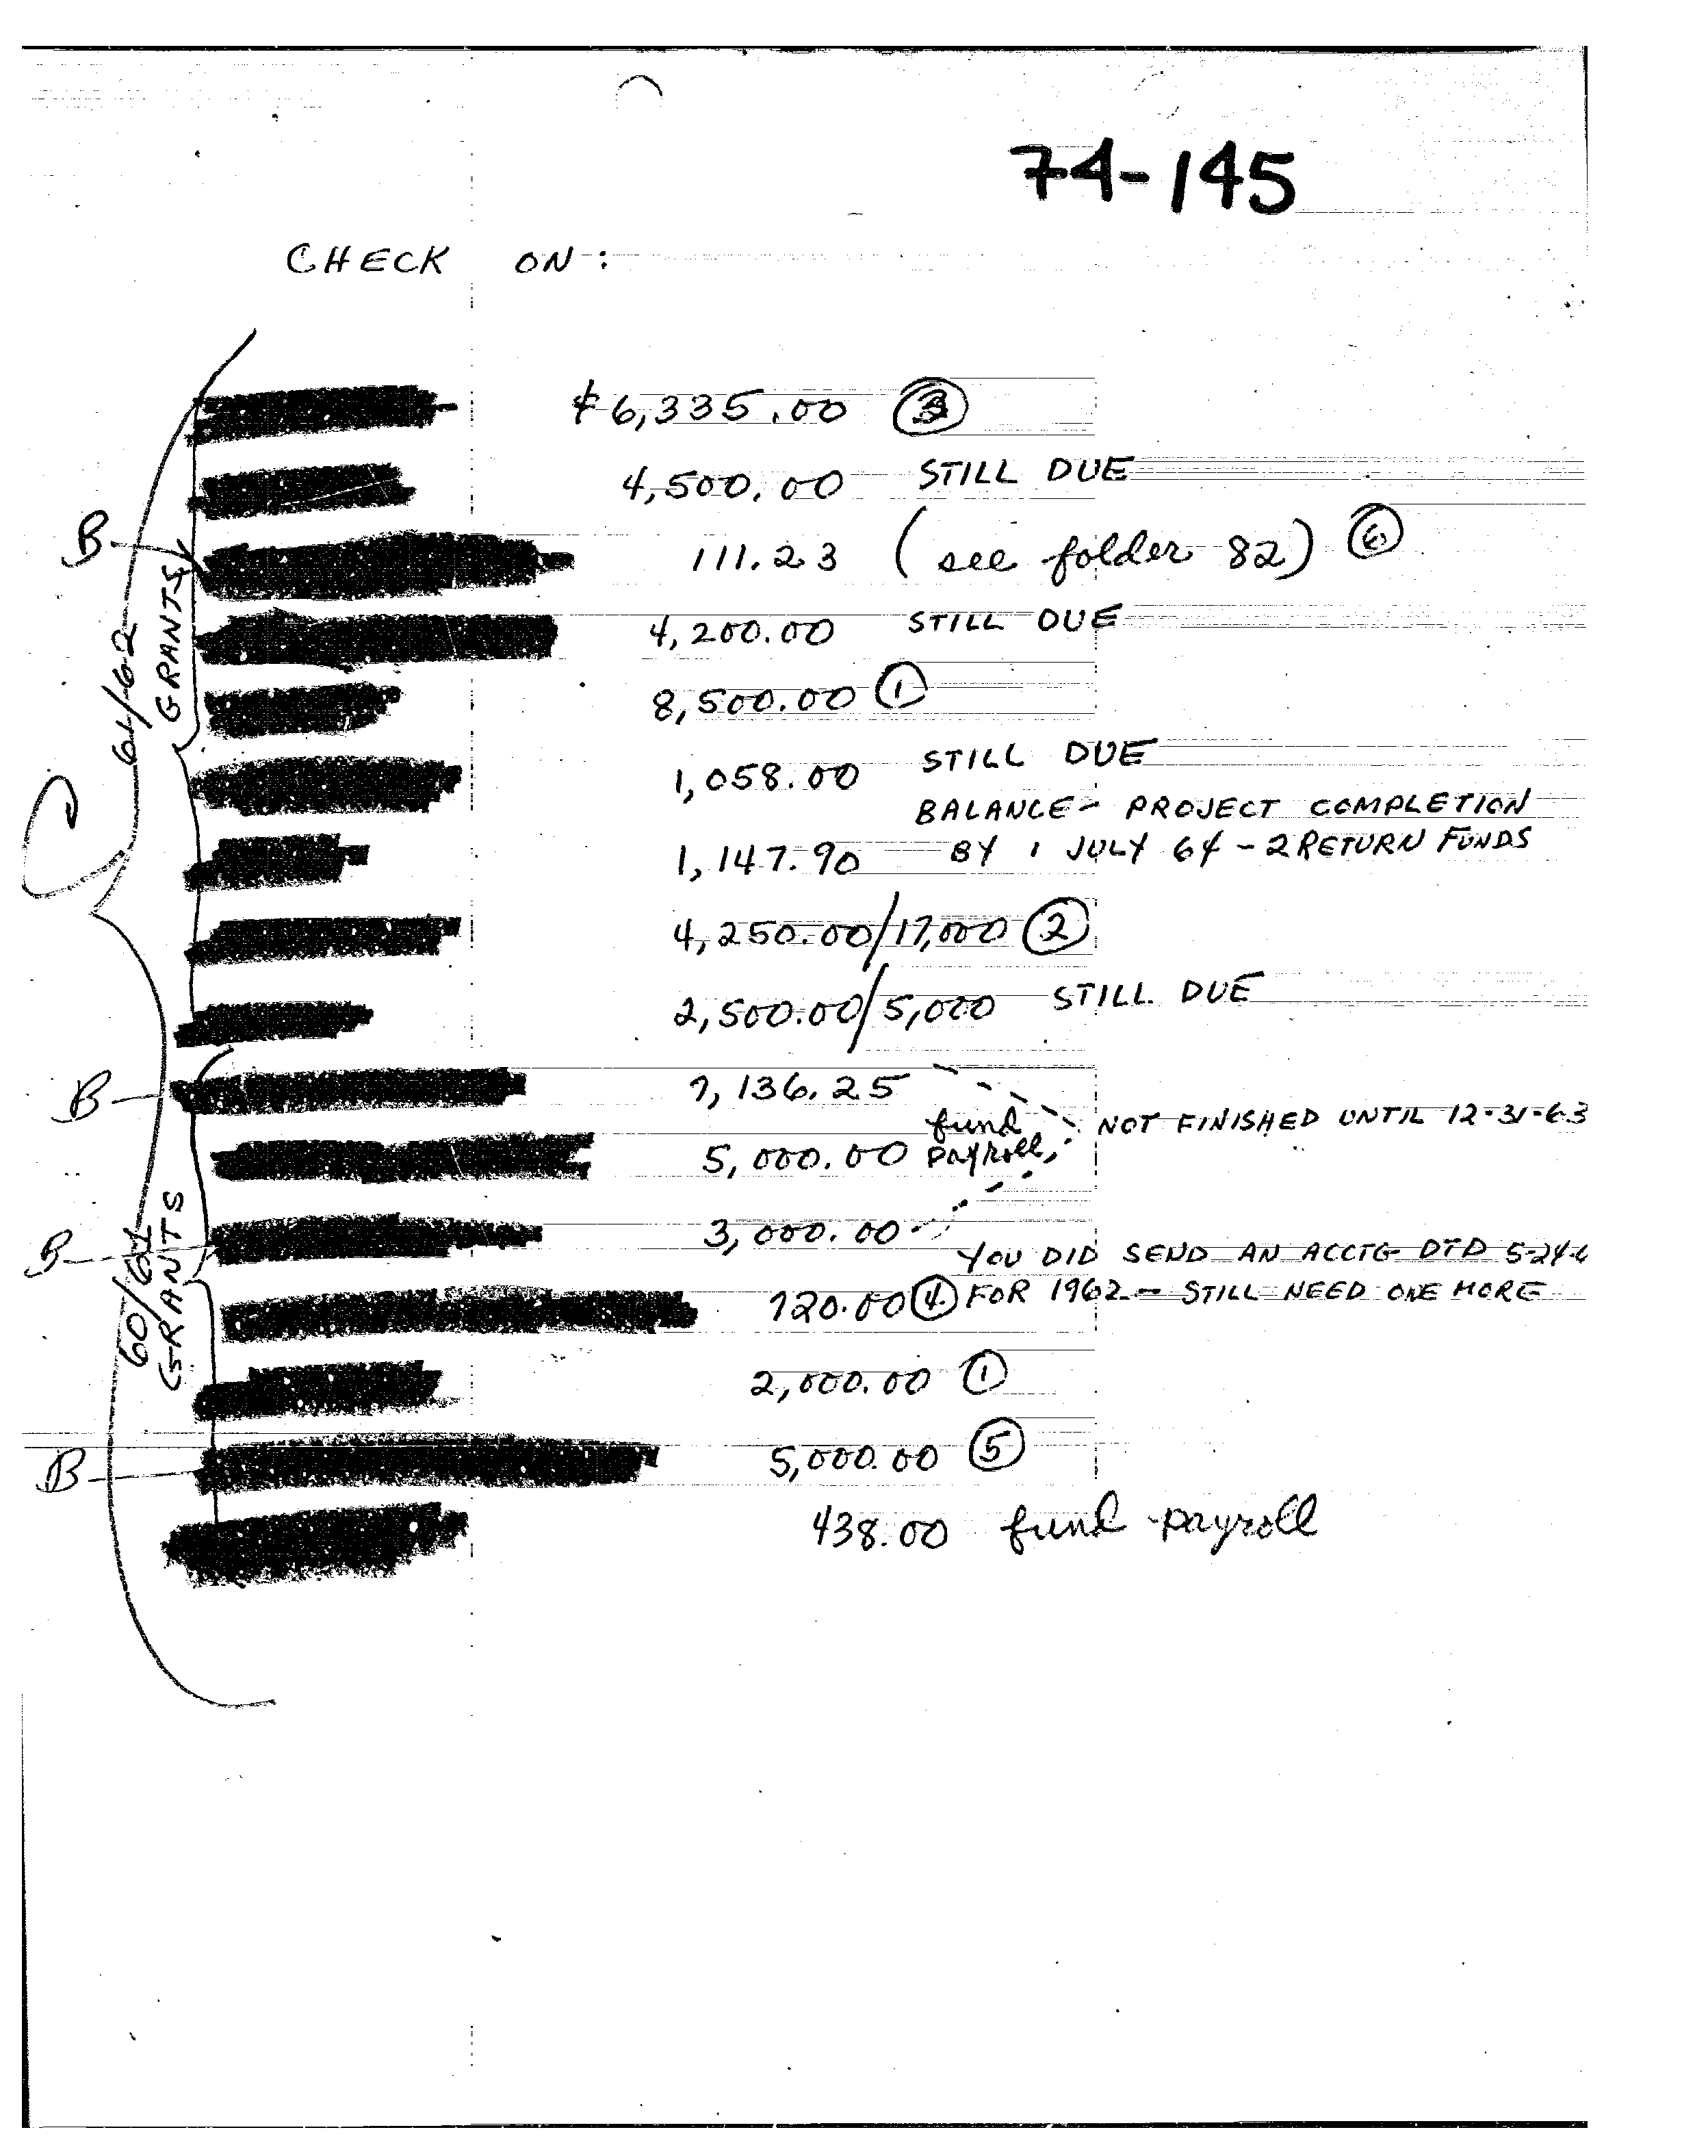 74-145
CHECK ON:
$6,335.00 3
4,500.00 STILL DUE
B 111.23 (see folder 82) 6.
4,200.00 STILL DUE
61/62 GRANTS
8,500.00 1
1,058.00 STILL DUE
BALANCE - PROJECT COMPLETION
1,147.90 BY 1 JULY 64 - 2 RETURN FUNDS
4,250.00/17,000 2
2,500.00/5,000 STILL DUE
B 7,136.25
fund NOT FINISHED UNTIL 12-31-63
5,000.00 payroll,
B 3,000.00
YOU DID SEND AN ACCTG DTD 5-24-6
60/61 GRANTS
720.00 4. FOR 1962 - STILL NEED ONE MORE
2,000.00 1
B 5,000.00 5
438.00 fund payroll